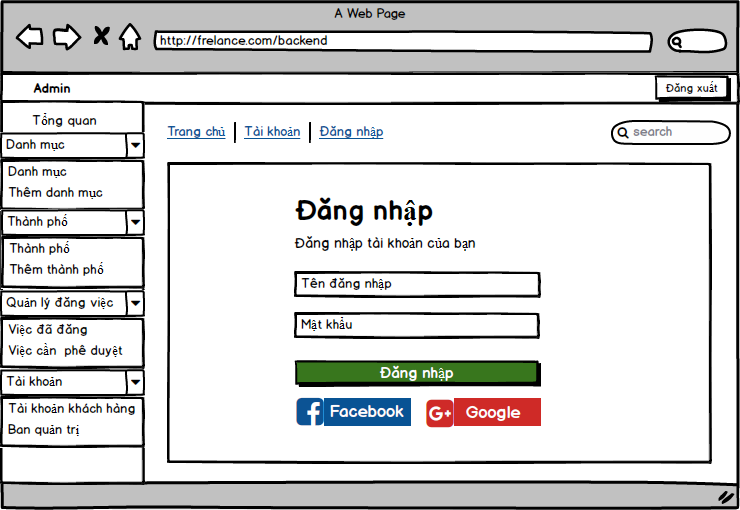 A Web Page
http://frelance.com/backend
Admin
Đăng xuất
Tổng quan
Danh mục
Danh mục
Thêm danh mục
Thành phố
Thành phố
Thêm thành phố
Quản lý đăng việc
Việc đã đăng
Việc cần phê duyệt
Tài khoản
Tài khoản khách hàng
Ban quản trị
Trang chủ Tài khoản Đăng nhập
search
Đăng nhập
Đăng nhập tài khoản của bạn
Tên đăng nhập
Mật khẩu
Đăng nhập
Facebook
G+ Google